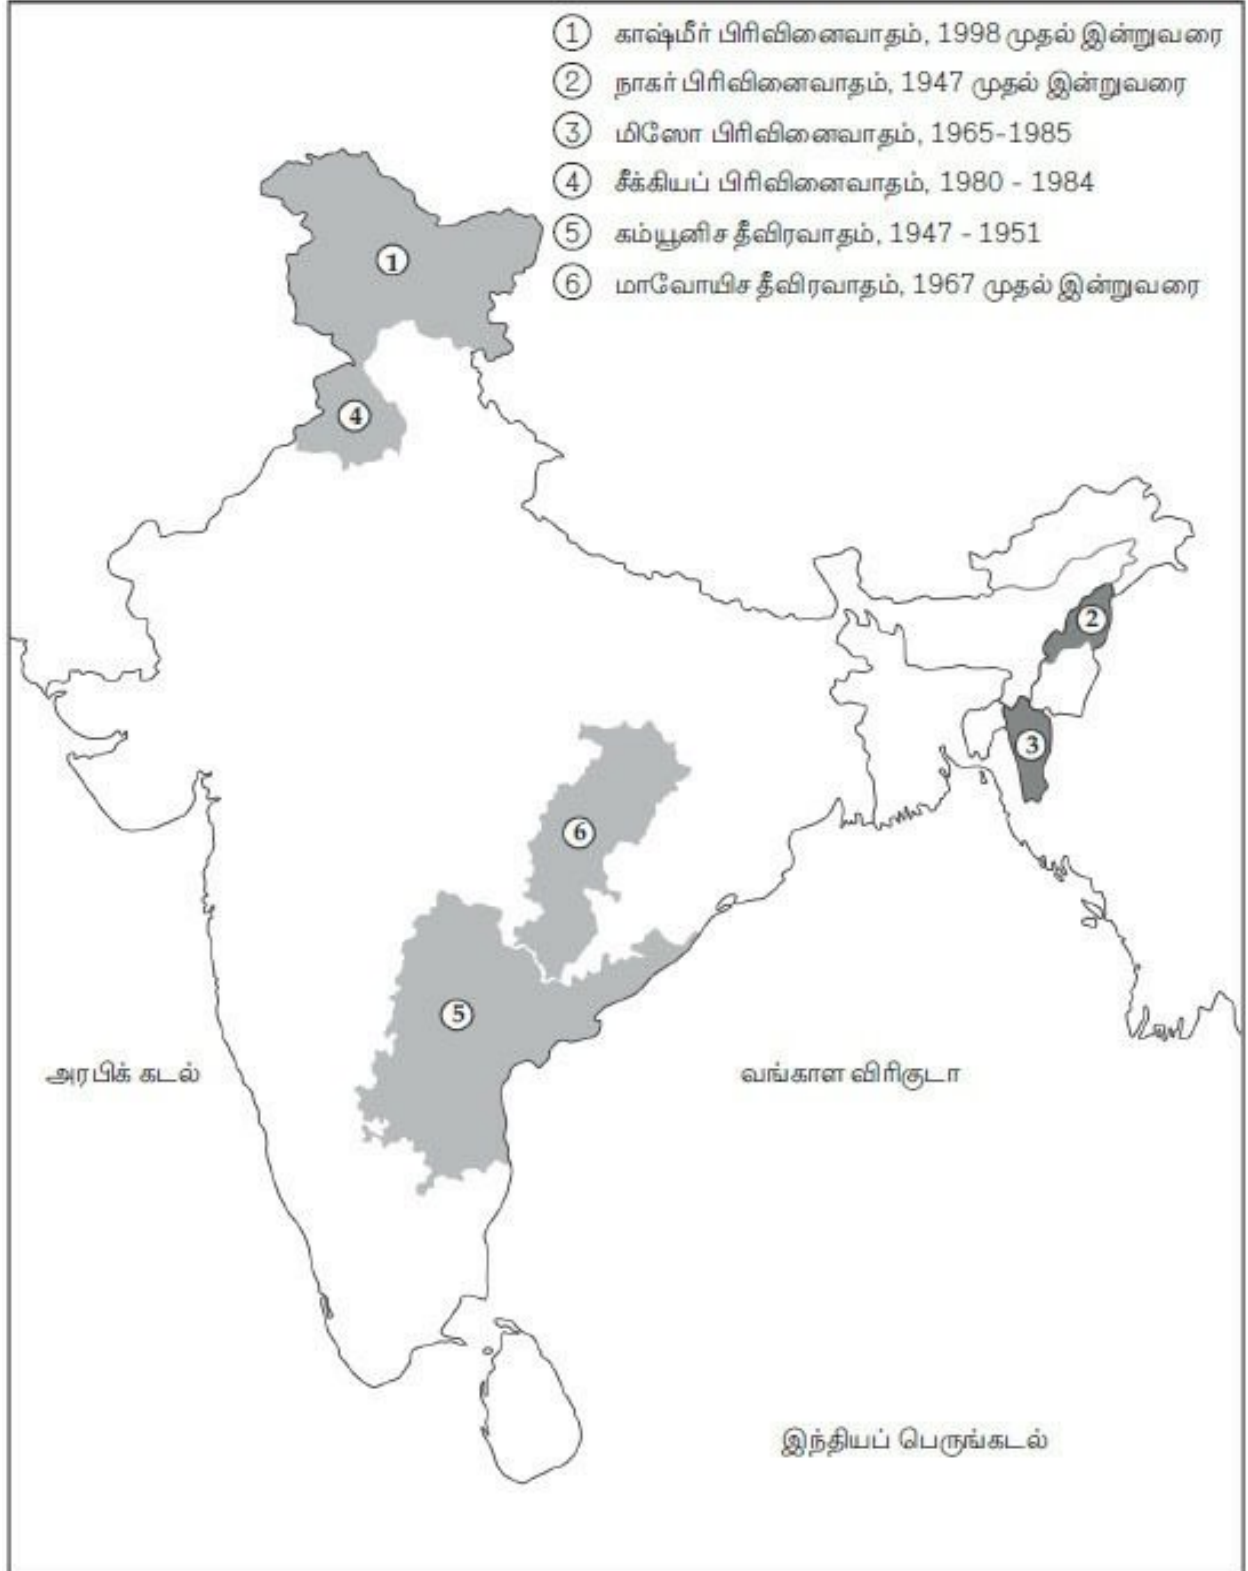 ① காஷ்மீர் பிரிவினைவாதம், 1998 முதல் இன்றுவரை
② நாகர் பிரிவினைவாதம், 1947 முதல் இன்றுவரை
③ மிஸோ பிரிவினைவாதம், 1965-1985
④ சீக்கியப் பிரிவினைவாதம், 1980 - 1984
⑤ கம்யூனிச தீவிரவாதம், 1947 - 1951
⑥ மாவோயிச தீவிரவாதம், 1967 முதல் இன்றுவரை
1
4
2
3
6
5
அரபிக் கடல்
வங்காள விரிகுடா
இந்தியப் பெருங்கடல்